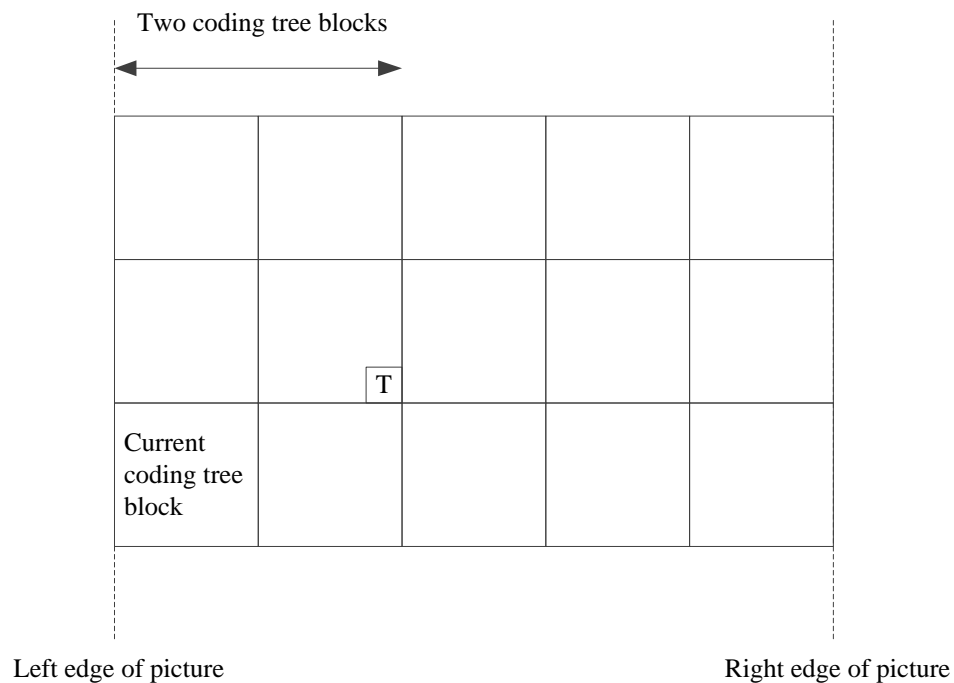 Two coding tree blocks
T
Current
coding tree
block
Left edge of picture
Right edge of picture